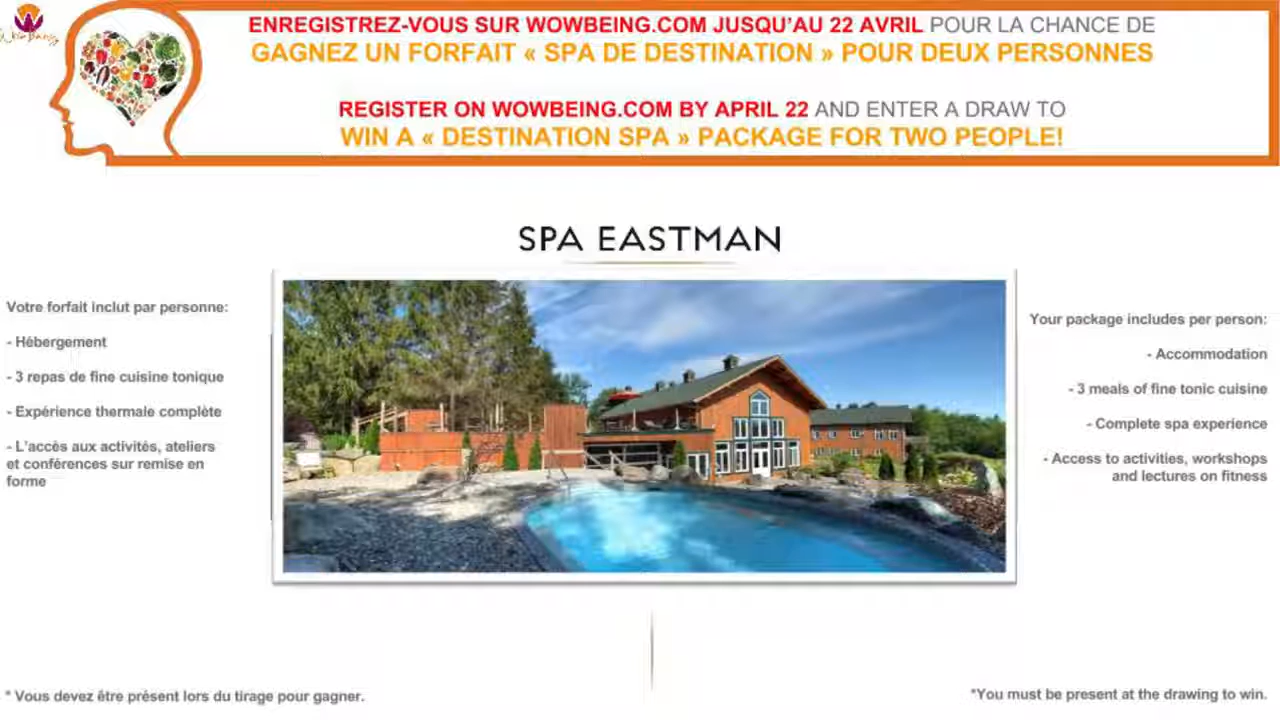 WowBeing
ENREGISTREZ-VOUS SUR WOWBEING.COM JUSQU'AU 22 AVRIL POUR LA CHANCE DE
GAGNEZ UN FORFAIT « SPA DE DESTINATION » POUR DEUX PERSONNES
REGISTER ON WOWBEING.COM BY APRIL 22 AND ENTER A DRAW TO
WIN A « DESTINATION SPA » PACKAGE FOR TWO PEOPLE!
SPA EASTMAN
Votre forfait inclut par personne:
- Hébergement
- 3 repas de fine cuisine tonique
- Expérience thermale complète
- L'accès aux activités, ateliers
et conférences sur remise en
forme
Your package includes per person:
- Accommodation
- 3 meals of fine tonic cuisine
- Complete spa experience
- Access to activities, workshops
and lectures on fitness
* Vous devez être présent lors du tirage pour gagner.
*You must be present at the drawing to win.